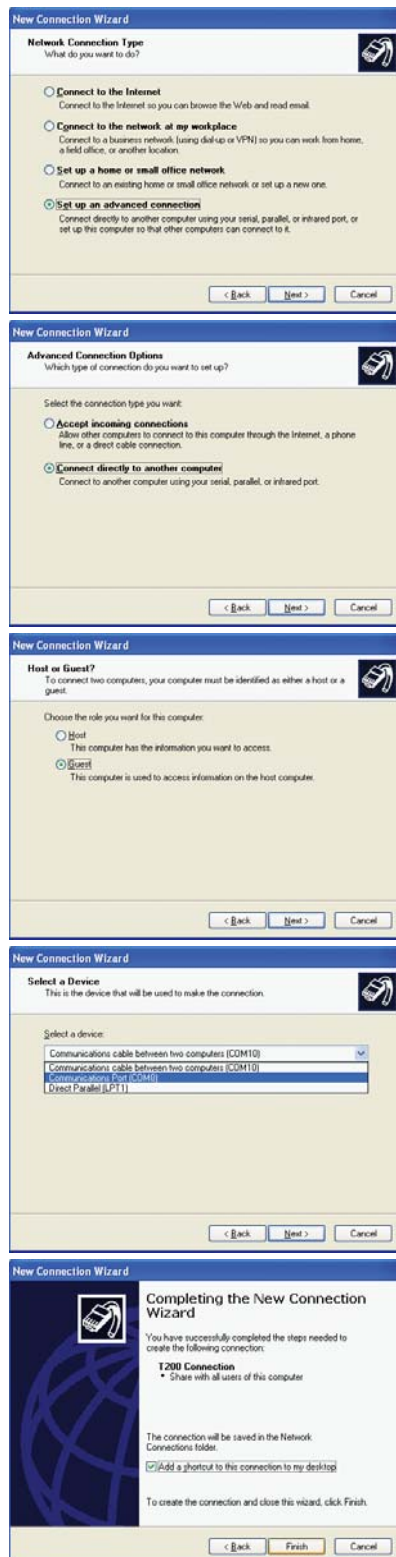 New Connection Wizard
Network Connection Type
What do you want to do?
Connect to the Internet
Connect to the Internet so you can browse the Web and read email.
Connect to the network at my workplace
Connect to a business network (using dial-up or VPN) so you can work from home,
a field office, or another location.
Set up a home or small office network
Connect to an existing home or small office network or set up a new one.
Set up an advanced connection
Connect directly to another computer using your serial, parallel, or infrared port, or
set up this computer so that other computers can connect to it.
< Back Next > Cancel
New Connection Wizard
Advanced Connection Options
Which type of connection do you want to set up?
Select the connection type you want:
Accept incoming connections
Allow other computers to connect to this computer through the Internet, a phone
line, or a direct cable connection.
Connect directly to another computer
Connect to another computer using your serial, parallel, or infrared port.
< Back Next > Cancel
New Connection Wizard
Host or Guest?
To connect two computers, your computer must be identified as either a host or a
guest.
Choose the role you want for this computer:
Host
This computer has the information you want to access.
Guest
This computer is used to access information on the host computer.
< Back Next > Cancel
New Connection Wizard
Select a Device
This is the device that will be used to make the connection.
Select a device:
Communications cable between two computers (COM10)
Communications cable between two computers (COM10)
Communications Port
Direct Parallel (LPT1)
< Back Next > Cancel
New Connection Wizard
Completing the New Connection
Wizard
You have successfully completed the steps needed to
create the following connection:
T200 Connection
• Share with all users of this computer
The connection will be saved in the Network
Connections folder.
Add a shortcut to this connection to my desktop
To create the connection and close this wizard, click Finish.
< Back Finish Cancel